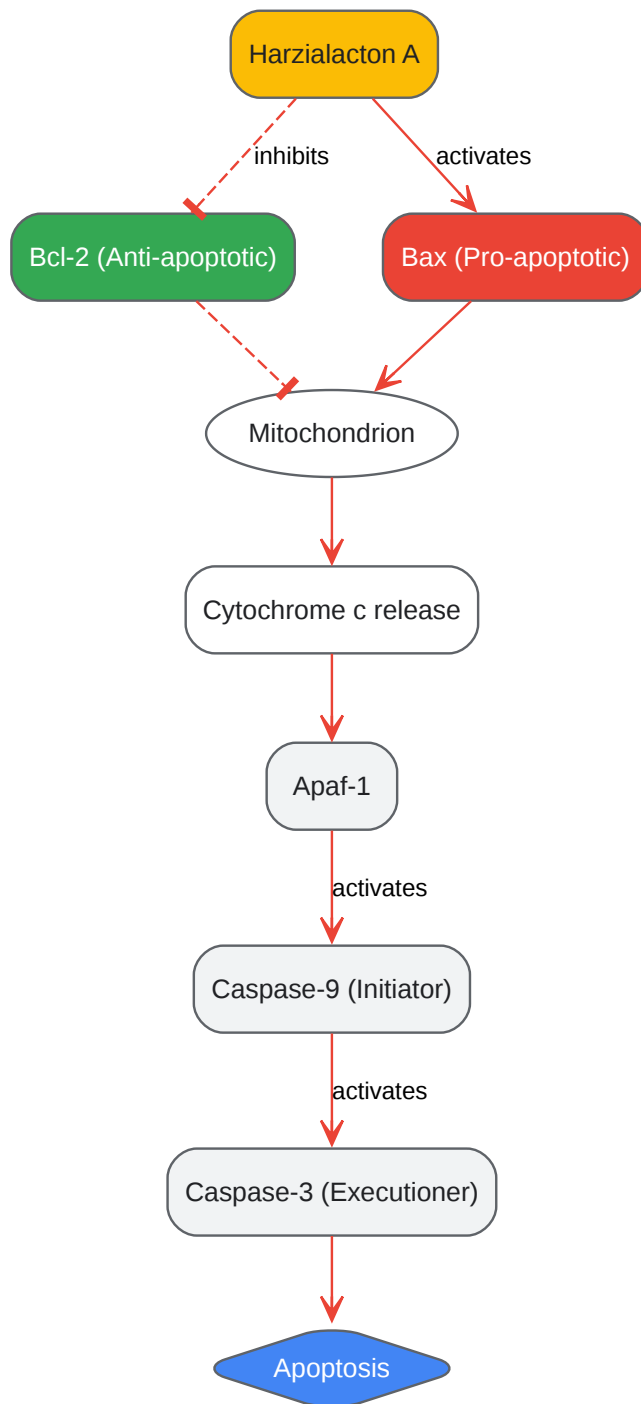 Harzialacton A
inhibits
activates
Bcl-2 (Anti-apoptotic)
Bax (Pro-apoptotic)
Mitochondrion
Cytochrome c release
Apaf-1
activates
Caspase-9 (Initiator)
activates
Caspase-3 (Executioner)
Apoptosis